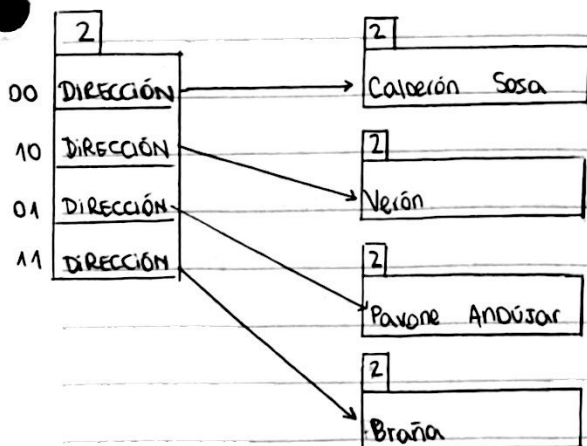 2
00 DIRECCIÓN
10 DIRECCIÓN
01 DIRECCIÓN
11 DIRECCIÓN
2
Calderón Sosa
2
Verón
2
Pavone ANDÚJAR
2
Braña